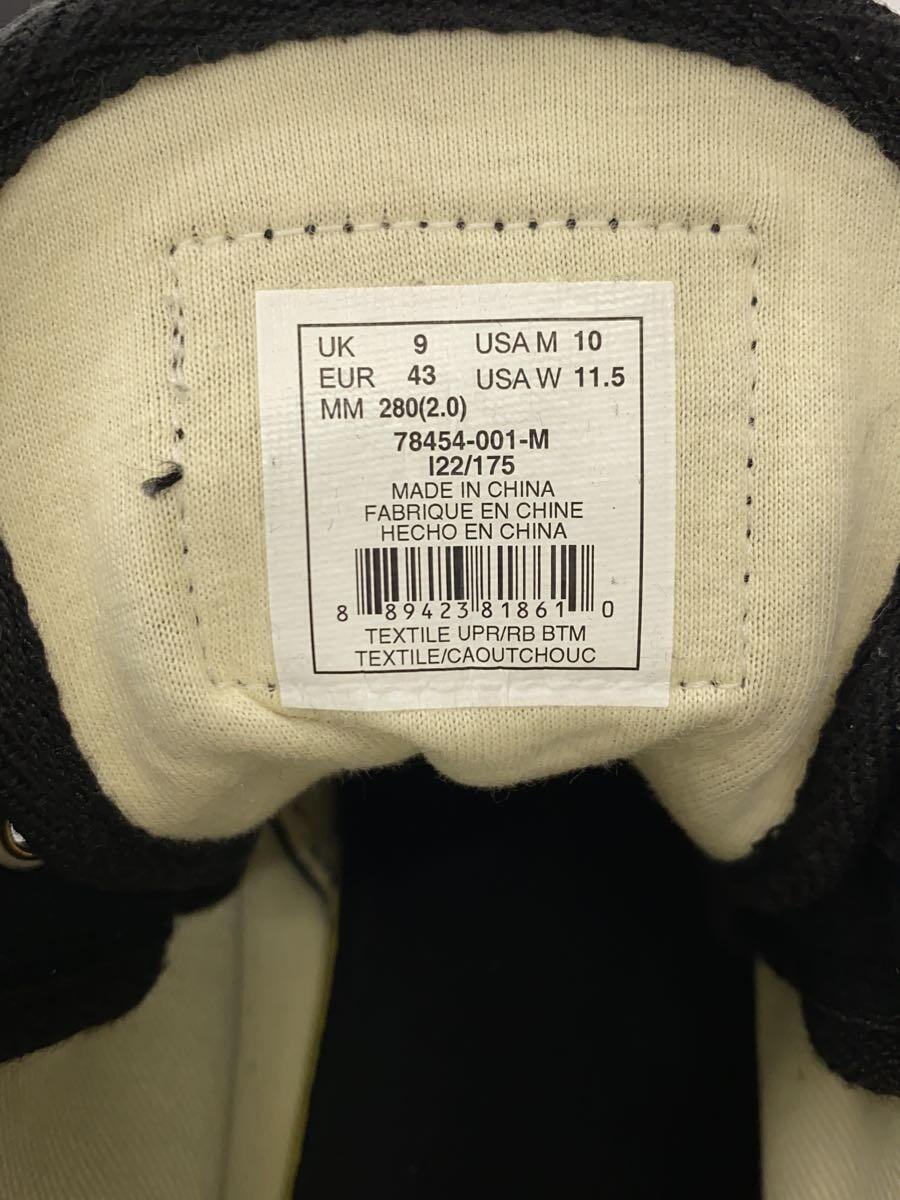 UK 9 USA M 10
EUR 43 USA W 11.5
MM 280(2.0)
78454-001-M
I22/175
MADE IN CHINA
FABRIQUE EN CHINE
HECHO EN CHINA
8 89423 81861 0
TEXTILE UPR/RB BTM
TEXTILE/CAOUTCHOUC